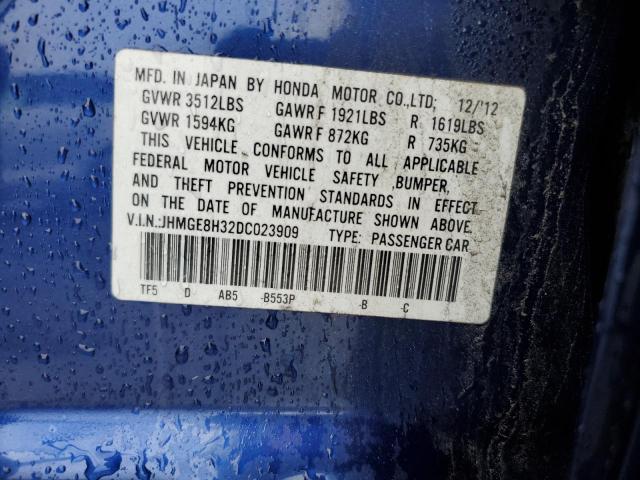 MFD. IN JAPAN BY HONDA MOTOR CO.,LTD; 12/'12
GVWR 3512LBS GAWR F 1921LBS R 1619LBS
GVWR 1594KG GAWR F 872KG R 735KG
THIS VEHICLE CONFORMS TO ALL APPLICABLE
FEDERAL MOTOR VEHICLE SAFETY ,BUMPER,
AND THEFT PREVENTION STANDARDS IN EFFECT
ON THE DATE OF MANUFACTURE SHOWN ABOVE.
V.I.N.:JHMGE8H32DC023909 TYPE: PASSENGER CAR
TF5 D AB5 -B553P -B -C